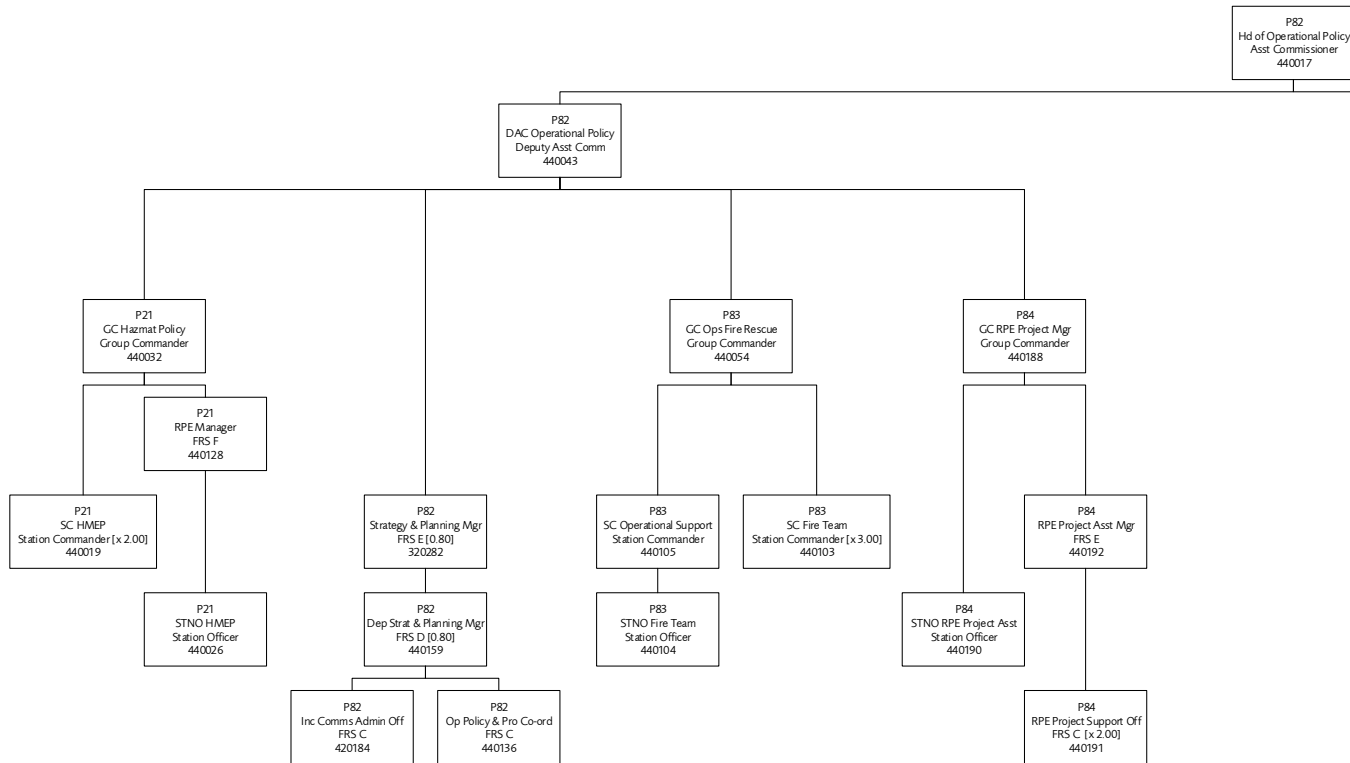 P82
Hd of Operational Policy
Asst Commissioner
440017
P82
DAC Operational Policy
Deputy Asst Comm
440043
P21
GC Hazmat Policy
Group Commander
440032
P83
GC Ops Fire Rescue
Group Commander
440054
P84
GC RPE Project Mgr
Group Commander
440188
P21
RPE Manager
FRS F
440128
P21
SC HMEP
Station Commander [x 2.00]
440019
P82
Strategy & Planning Mgr
FRS E [0.80]
320282
P83
SC Operational Support
Station Commander
440105
P83
SC Fire Team
Station Commander [x 3.00]
440103
P84
RPE Project Asst Mgr
FRS E
440192
P21
STNO HMEP
Station Officer
440026
P82
Dep Strat & Planning Mgr
FRS D [0.80]
440159
P83
STNO Fire Team
Station Officer
440104
P84
STNO RPE Project Asst
Station Officer
440190
P82
Inc Comms Admin Off
FRS C
420184
P82
Op Policy & Pro Co-ord
FRS C
440136
P84
RPE Project Support Off
FRS C [x 2.00]
440191